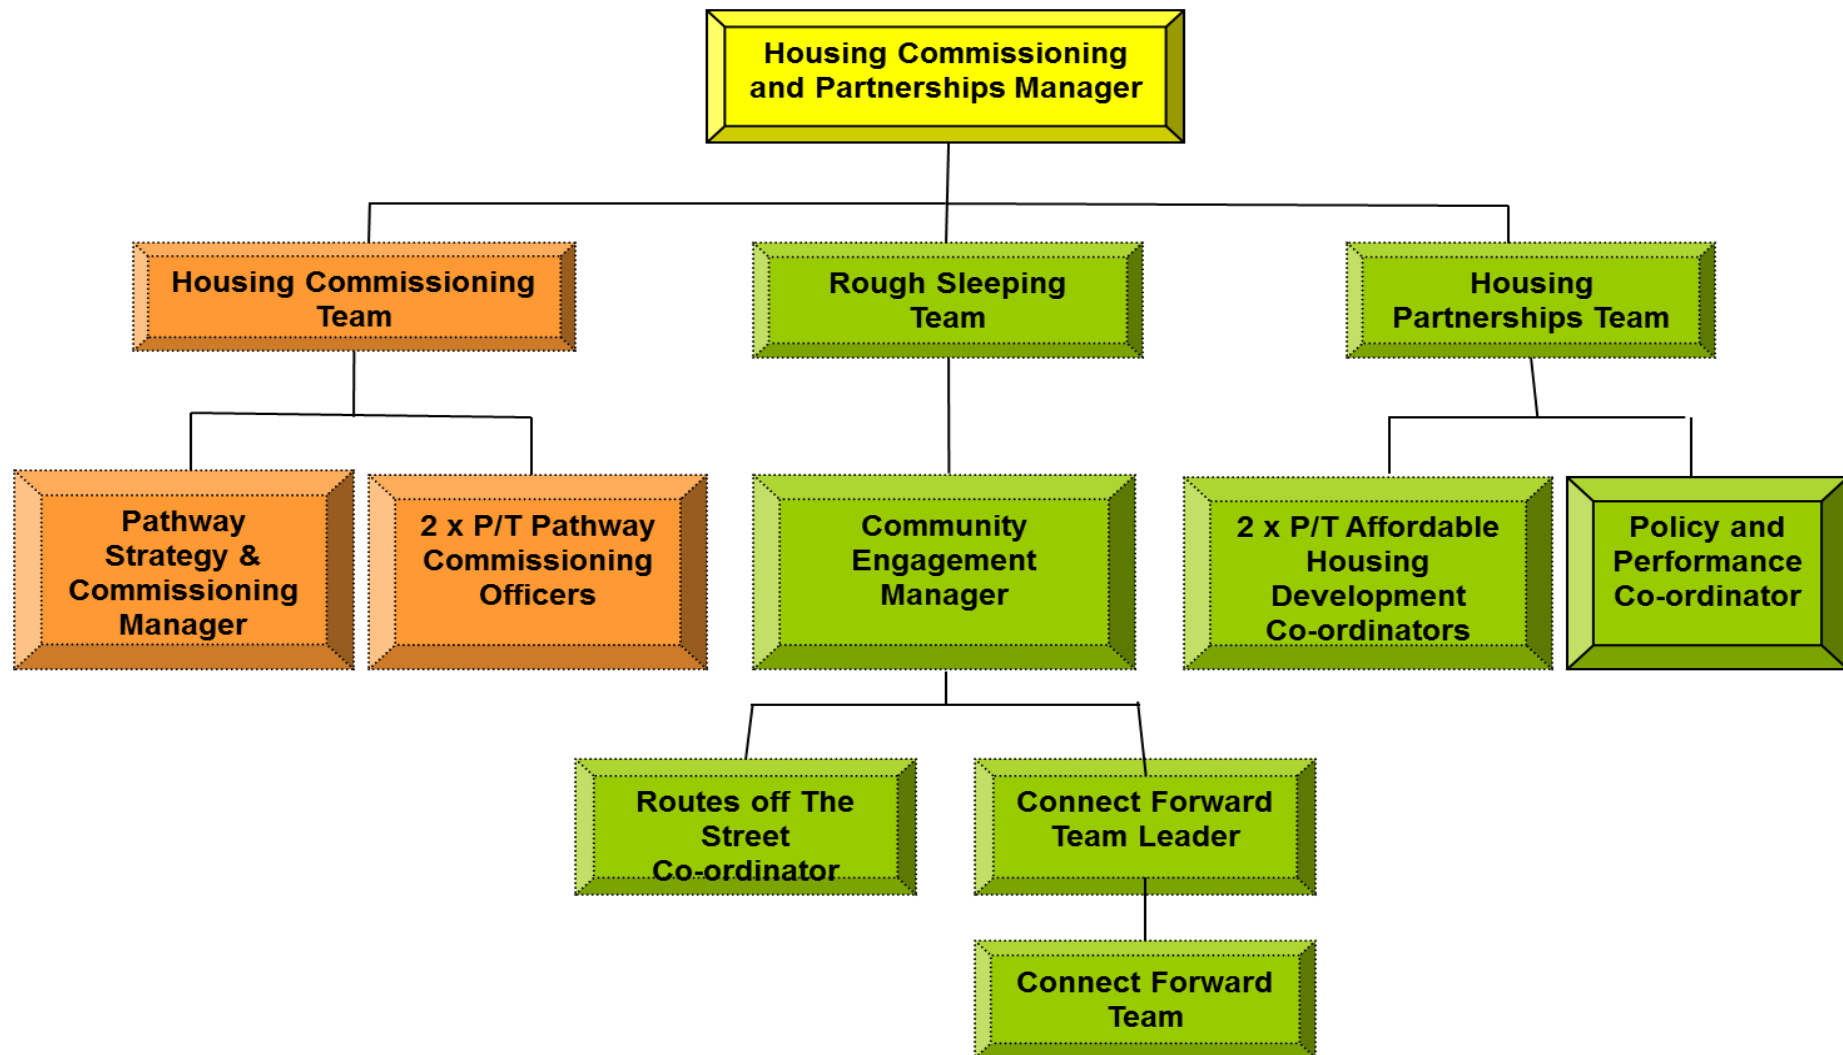 Housing Commissioning
and Partnerships Manager
Housing Commissioning
Team
Rough Sleeping
Team
Housing
Partnerships Team
Pathway
Strategy &
Commissioning
Manager
2 x P/T Pathway
Commissioning
Officers
Community
Engagement
Manager
2 x P/T Affordable
Housing
Development
Co-ordinators
Policy and
Performance
Co-ordinator
Routes off The
Street
Co-ordinator
Connect Forward
Team Leader
Connect Forward
Team